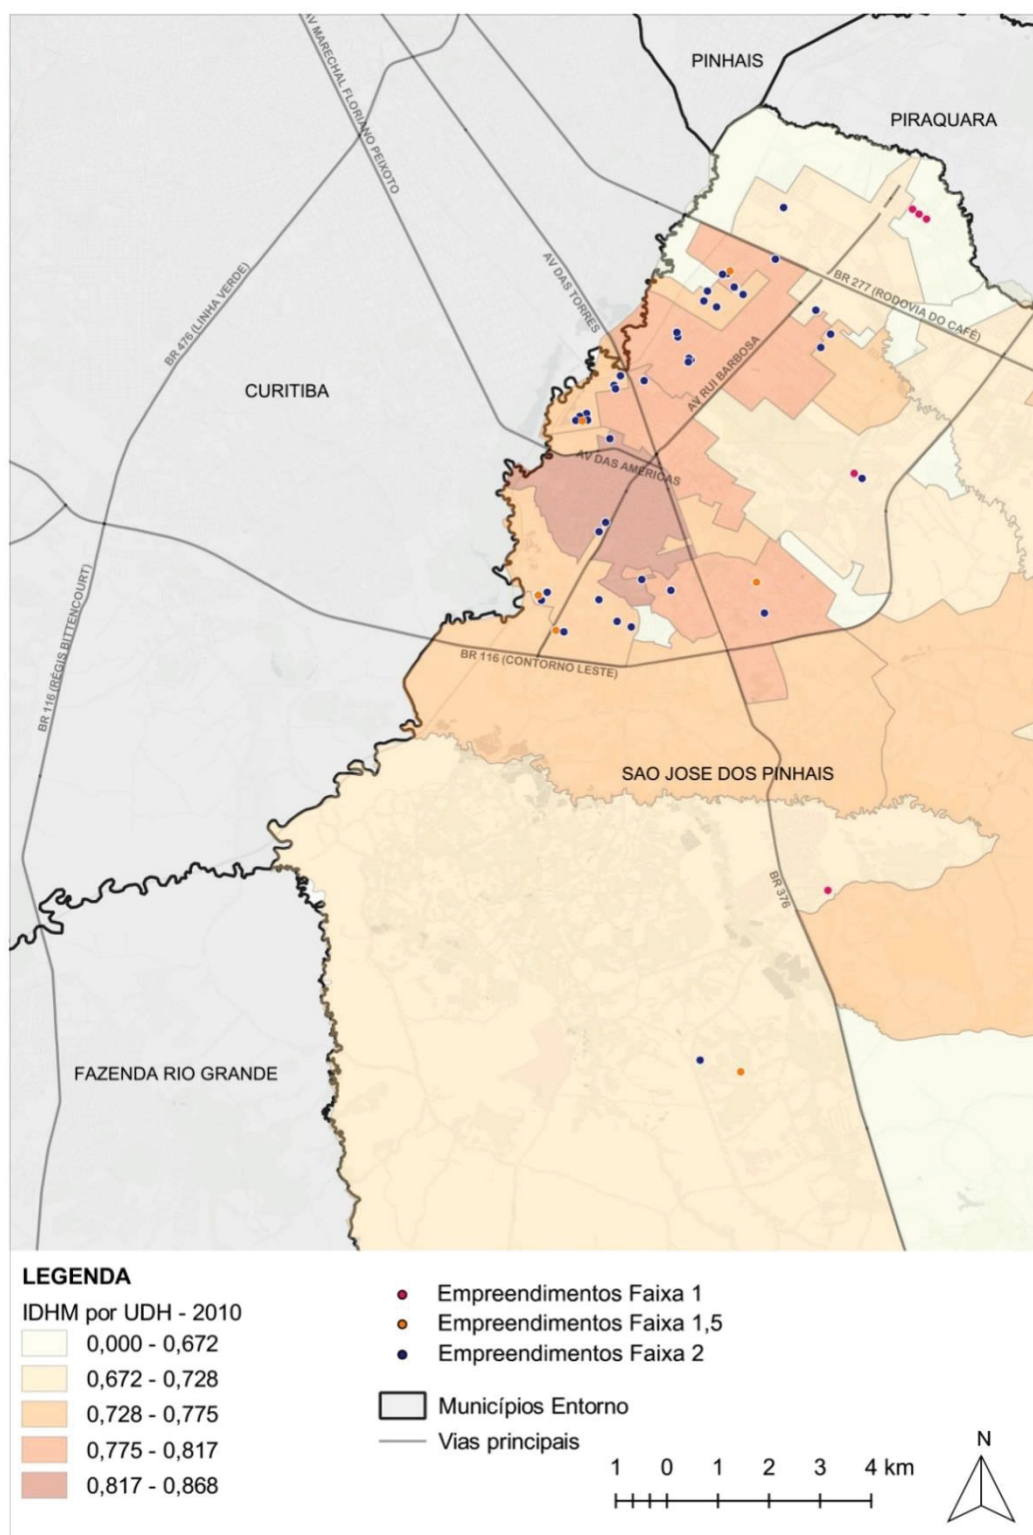 PINHAIS
PIRAQUARA
AV MARECHAL FLORIANO PEIXOTO
AV DAS TORRES
BR 277 (RODOVIA DO CAFÉ)
BR 476 (LINHA VERDE)
AV RUI BARBOSA
CURITIBA
AV DAS AMÉRICAS
BR 116 (RÉGIS BITTENCOURT)
BR 116 (CONTORNO LESTE)
SAO JOSE DOS PINHAIS
BR 376
FAZENDA RIO GRANDE
LEGENDA
IDHM por UDH - 2010
0,000 - 0,672
0,672 - 0,728
0,728 - 0,775
0,775 - 0,817
0,817 - 0,868
Empreendimentos Faixa 1
Empreendimentos Faixa 1,5
Empreendimentos Faixa 2
Municípios Entorno
Vias principais
1 0 1 2 3 4 km
N